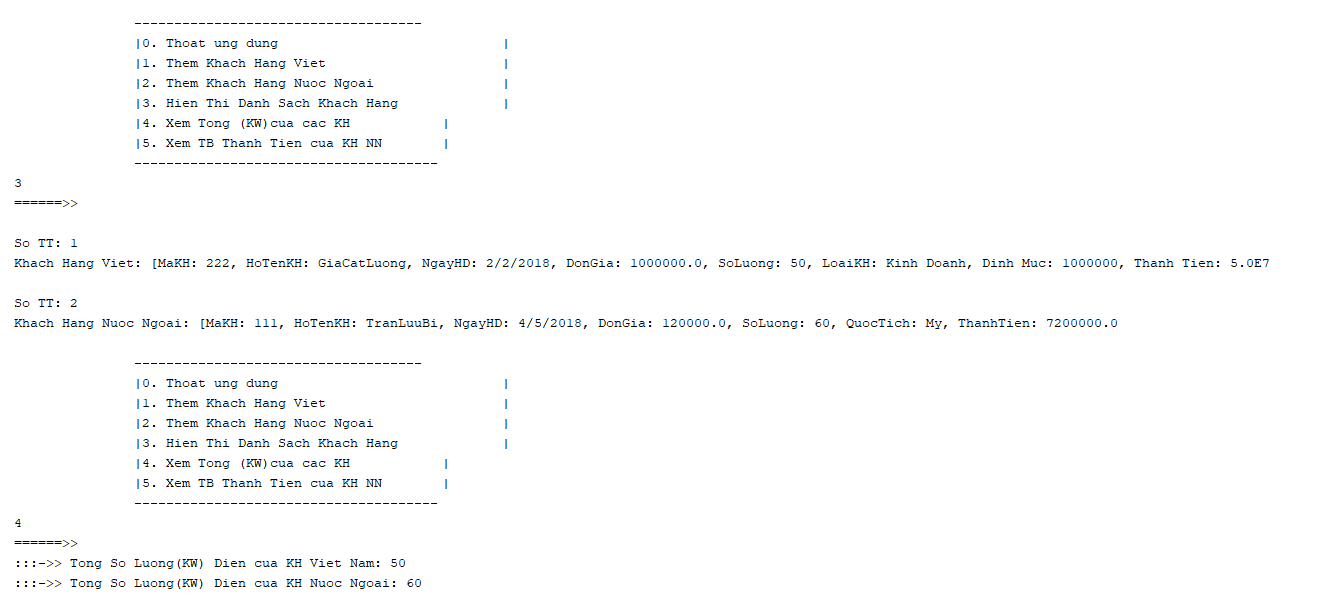 ------------------------------------
|0. Thoat ung dung |
|1. Them Khach Hang Viet |
|2. Them Khach Hang Nuoc Ngoai |
|3. Hien Thi Danh Sach Khach Hang |
|4. Xem Tong (KW)cua cac KH |
|5. Xem TB Thanh Tien cua KH NN |
--------------------------------------
3
======>>
So TT: 1
Khach Hang Viet: [MaKH: 222, HoTenKH: GiaCatLuong, NgayHD: 2/2/2018, DonGia: 1000000.0, SoLuong: 50, LoaiKH: Kinh Doanh, Dinh Muc: 1000000, Thanh Tien: 5.0E7
So TT: 2
Khach Hang Nuoc Ngoai: [MaKH: 111, HoTenKH: TranLuuBi, NgayHD: 4/5/2018, DonGia: 120000.0, SoLuong: 60, QuocTich: My, ThanhTien: 7200000.0
------------------------------------
|0. Thoat ung dung |
|1. Them Khach Hang Viet |
|2. Them Khach Hang Nuoc Ngoai |
|3. Hien Thi Danh Sach Khach Hang |
|4. Xem Tong (KW)cua cac KH |
|5. Xem TB Thanh Tien cua KH NN |
--------------------------------------
4
======>>
:::->> Tong So Luong(KW) Dien cua KH Viet Nam: 50
:::->> Tong So Luong(KW) Dien cua KH Nuoc Ngoai: 60